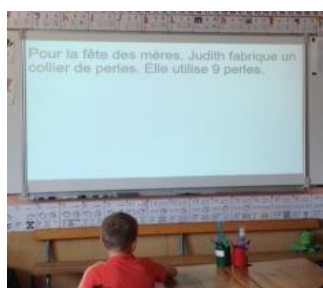 Pour la fête des mères, Judith fabrique un
collier de perles. Elle utilise 9 perles.